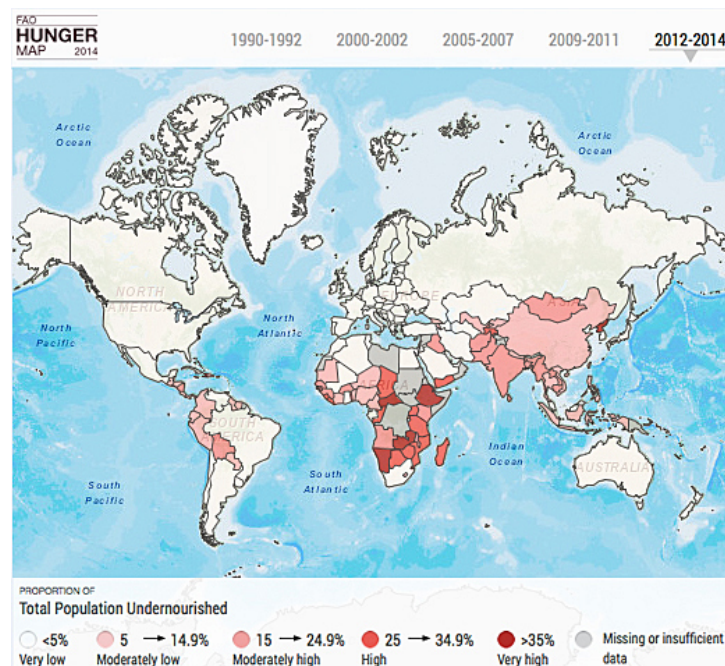 FAO
HUNGER
MAP 2014
1990-1992 2000-2002 2005-2007 2009-2011 2012-2014
Arctic
Ocean
Arctic
Ocean
NORTH
AMERICA
EUROPE
ASIA
North
Pacific
North
Atlantic
AFRICA
SOUTH
AMERICA
Indian
Ocean
AUSTRALIA
South
Pacific
South
Atlantic
PROPORTION OF
Total Population Undernourished
<5% 5 → 14.9% 15 → 24.9% 25 → 34.9% >35% Missing or insufficient
Very low Moderately low Moderately high High Very high data